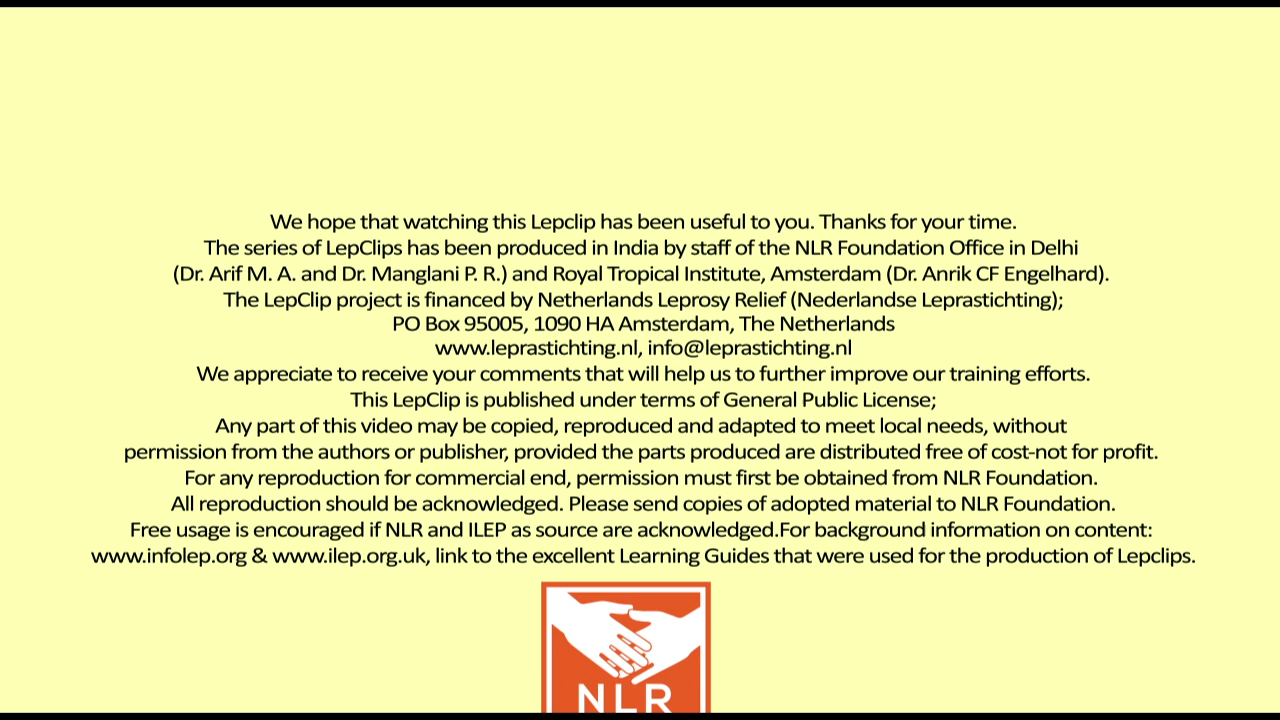 We hope that watching this Lepclip has been useful to you. Thanks for your time.
The series of LepClips has been produced in India by staff of the NLR Foundation Office in Delhi
(Dr. Arif M. A. and Dr. Manglani P. R.) and Royal Tropical Institute, Amsterdam (Dr. Anrik CF Engelhard).
The LepClip project is financed by Netherlands Leprosy Relief (Nederlandse Leprastichting);
PO Box 95005, 1090 HA Amsterdam, The Netherlands
www.leprastichting.nl, info@leprastichting.nl
We appreciate to receive your comments that will help us to further improve our training efforts.
This LepClip is published under terms of General Public License;
Any part of this video may be copied, reproduced and adapted to meet local needs, without
permission from the authors or publisher, provided the parts produced are distributed free of cost-not for profit.
For any reproduction for commercial end, permission must first be obtained from NLR Foundation.
All reproduction should be acknowledged. Please send copies of adopted material to NLR Foundation.
Free usage is encouraged if NLR and ILEP as source are acknowledged.For background information on content:
www.infolep.org & www.ilep.org.uk, link to the excellent Learning Guides that were used for the production of Lepclips.
NLR